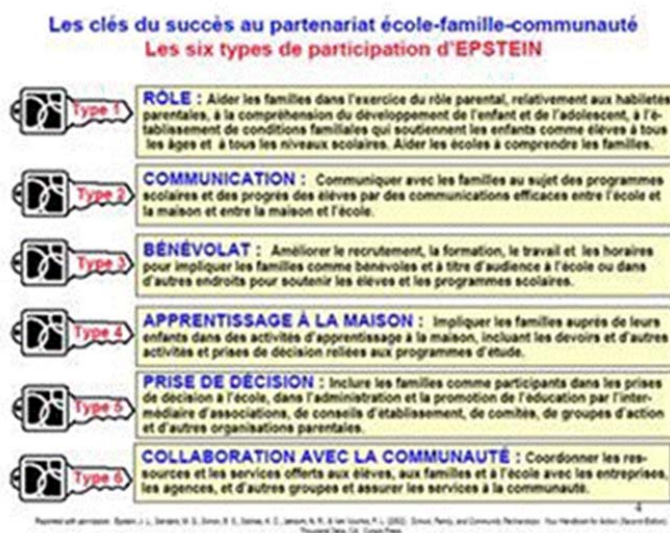 Les clés du succès au partenariat école-famille-communauté
Les six types de participation d'EPSTEIN
Type 1
RÔLE : Aider les familles dans l'exercice du rôle parental, relativement aux habiletés
parentales, à la compréhension du développement de l'enfant et de l'adolescent, à l'é-
tablissement de conditions familiales qui soutiennent les enfants comme élèves à tous
les âges et à tous les niveaux scolaires. Aider les écoles à comprendre les familles.
Type 2
COMMUNICATION : Communiquer avec les familles au sujet des programmes
scolaires et des progrès des élèves par des communications efficaces entre l'école et
la maison et entre la maison et l'école.
Type 3
BÉNÉVOLAT : Améliorer le recrutement, la formation, le travail et les horaires
pour impliquer les familles comme bénévoles et à titre d'audience à l'école ou dans
d'autres endroits pour soutenir les élèves et les programmes scolaires.
Type 4
APPRENTISSAGE À LA MAISON : Impliquer les familles auprès de leurs
enfants dans des activités d'apprentissage à la maison, incluant les devoirs et d'autres
activités et prises de décision reliées aux programmes d'étude.
Type 5
PRISE DE DÉCISION : Inclure les familles comme participants dans les prises
de décision à l'école, dans l'administration et la promotion de l'éducation par l'inter-
médiaire d'associations, de conseils d'établissement, de comités, de groupes d'action
et d'autres organisations parentales.
Type 6
COLLABORATION AVEC LA COMMUNAUTÉ : Coordonner les res-
sources et les services offerts aux élèves, aux familles et à l'école avec les entreprises,
les agences, et d'autres groupes et assurer les services à la communauté.
4